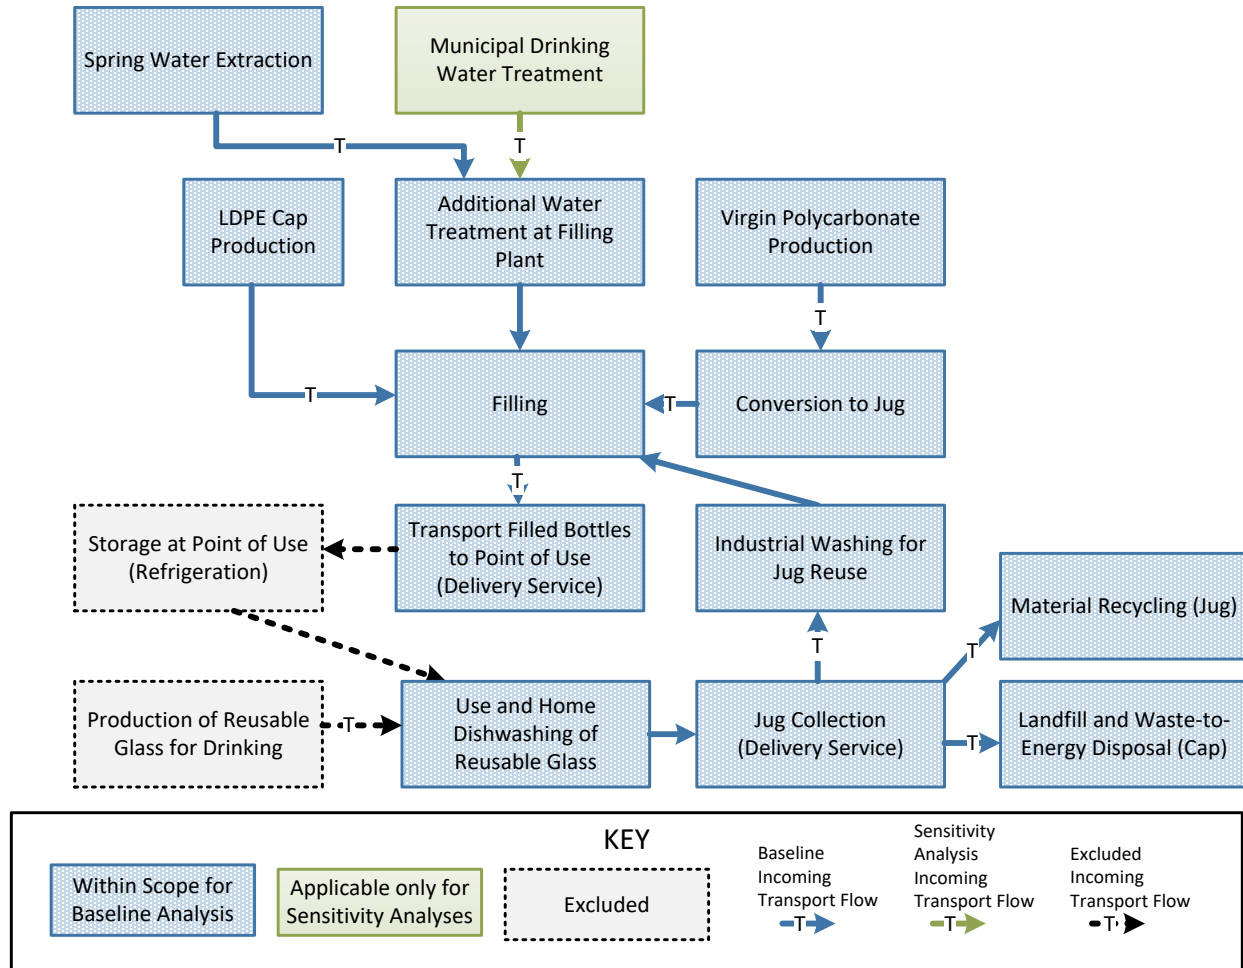 Spring Water Extraction
Municipal Drinking
Water Treatment
T
T
LDPE Cap
Production
Additional Water
Treatment at Filling
Plant
Virgin Polycarbonate
Production
T
T
Filling
T
Conversion to Jug
T
Storage at Point of Use
(Refrigeration)
Transport Filled Bottles
to Point of Use
(Delivery Service)
Industrial Washing for
Jug Reuse
Material Recycling (Jug)
T
T
Production of Reusable
Glass for Drinking
T
Use and Home
Dishwashing of
Reusable Glass
Jug Collection
(Delivery Service)
T
Landfill and Waste-to-
Energy Disposal (Cap)
KEY
Within Scope for
Baseline Analysis
Applicable only for
Sensitivity Analyses
Excluded
Baseline
Incoming
Transport Flow
T
Sensitivity
Analysis
Incoming
Transport Flow
T
Excluded
Incoming
Transport Flow
T